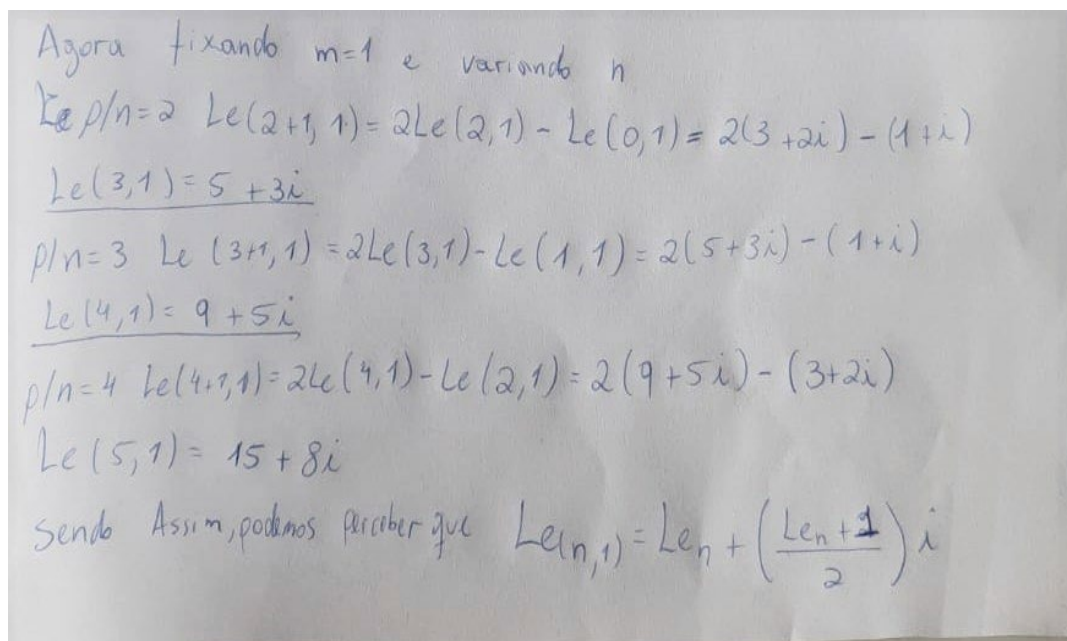 Agora fixando m=1 e variando n
p/n=2 Le(2+1, 1)= 2Le(2,1) - Le(0,1)= 2(3+2i) - (1+i)
Le(3,1)= 5+3i
p/n=3 Le (3+1,1)=2Le(3,1)-Le(1,1)=2(5+3i)-(1+i)
Le(4,1)= 9+5i
p/n=4 Le(4+1,1)=2Le(4,1)-Le(2,1)=2(9+5i)-(3+2i)
Le(5,1)= 15+8i
Sendo Assim, podemos perceber que Le(n,1)=Leₙ+((Leₙ+1)/2)i